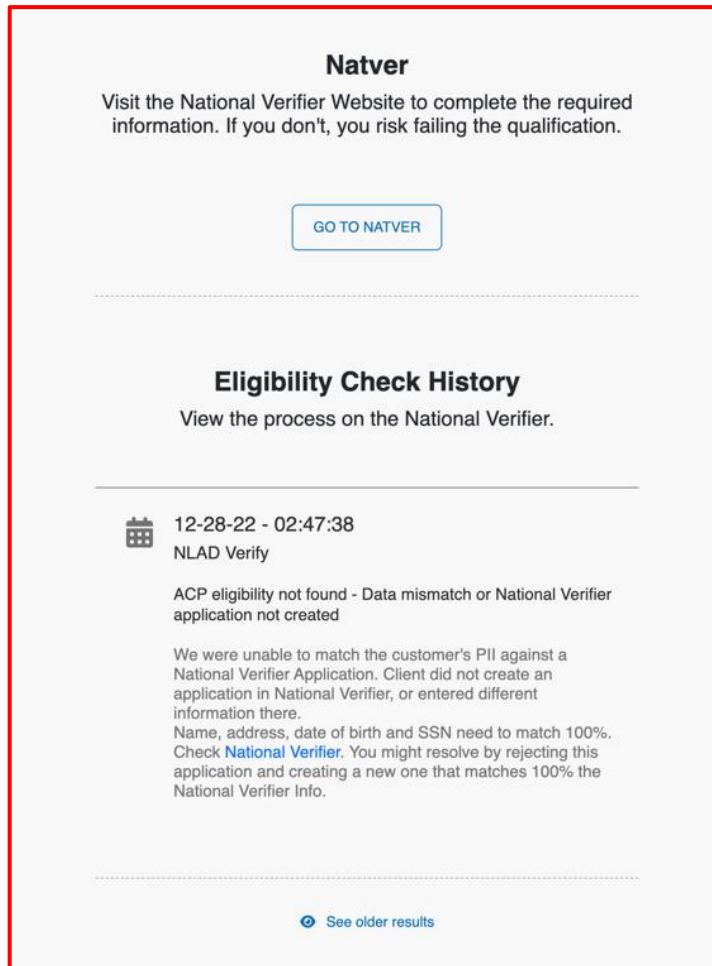 Natver
Visit the National Verifier Website to complete the required
information. If you don't, you risk failing the qualification.
GO TO NATVER
Eligibility Check History
View the process on the National Verifier.
12-28-22 - 02:47:38
NLAD Verify
ACP eligibility not found - Data mismatch or National Verifier
application not created
We were unable to match the customer's PII against a
National Verifier Application. Client did not create an
application in National Verifier, or entered different
information there.
Name, address, date of birth and SSN need to match 100%.
Check National Verifier. You might resolve by rejecting this
application and creating a new one that matches 100% the
National Verifier Info.
See older results